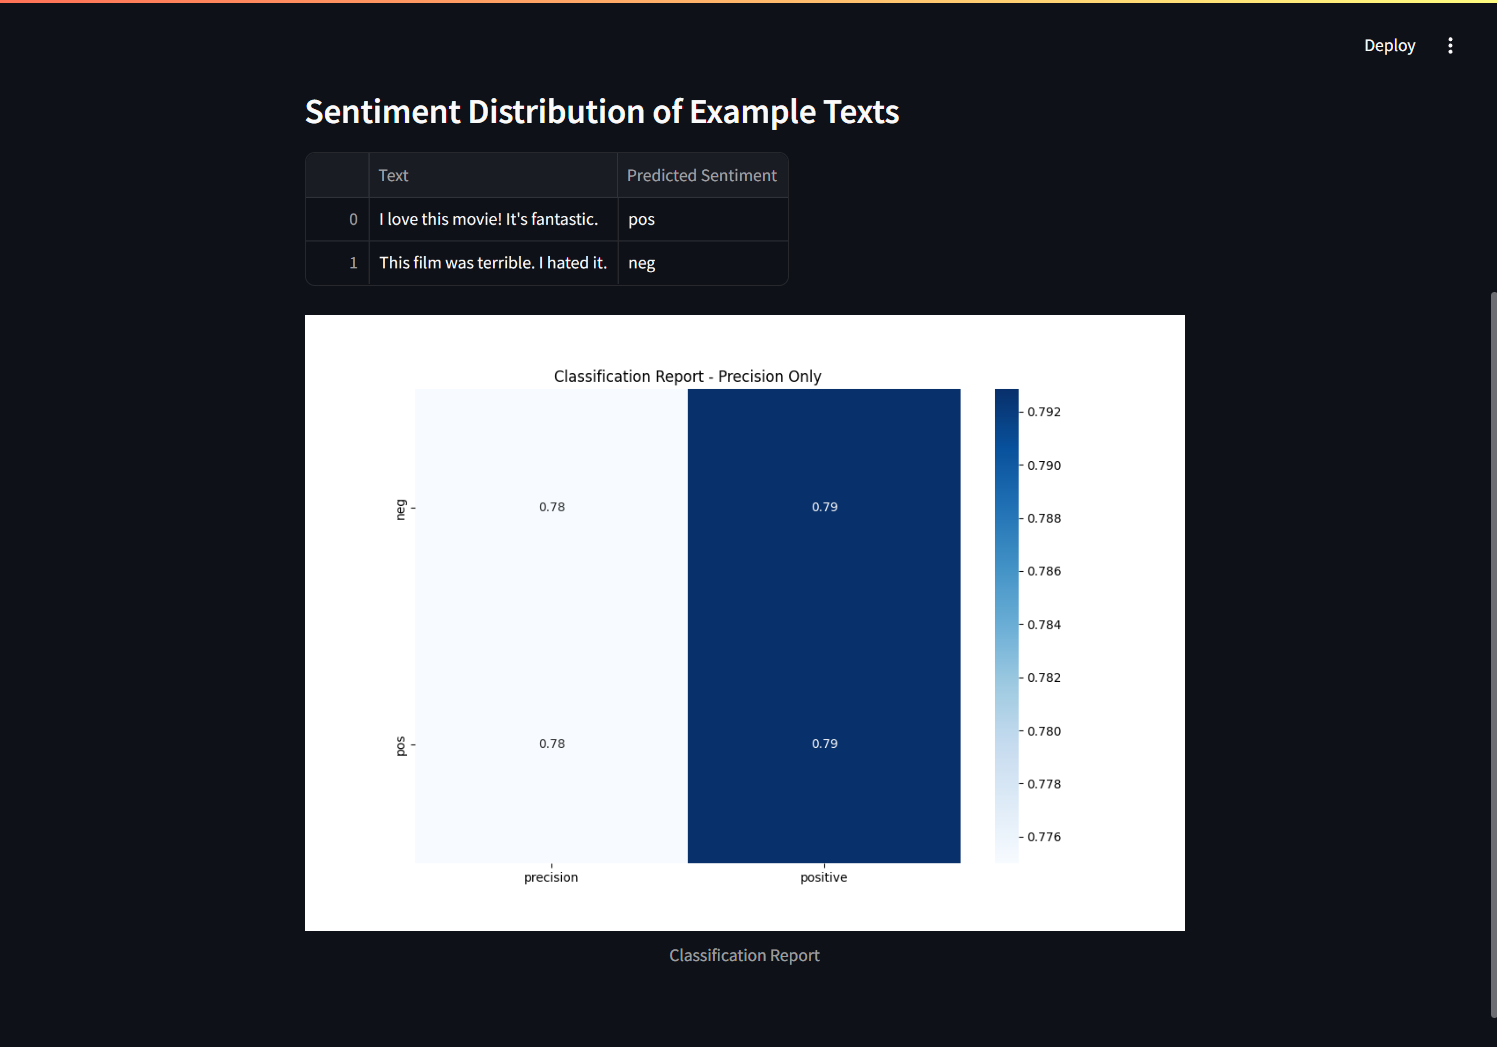 Deploy
Sentiment Distribution of Example Texts
Text Predicted Sentiment
0 I love this movie! It's fantastic. pos
1 This film was terrible. I hated it. neg
Classification Report - Precision Only
0.792
0.790
neg 0.78 0.79
0.788
0.786
0.784
0.782
0.780
pos 0.78 0.79
0.778
0.776
precision positive
Classification Report